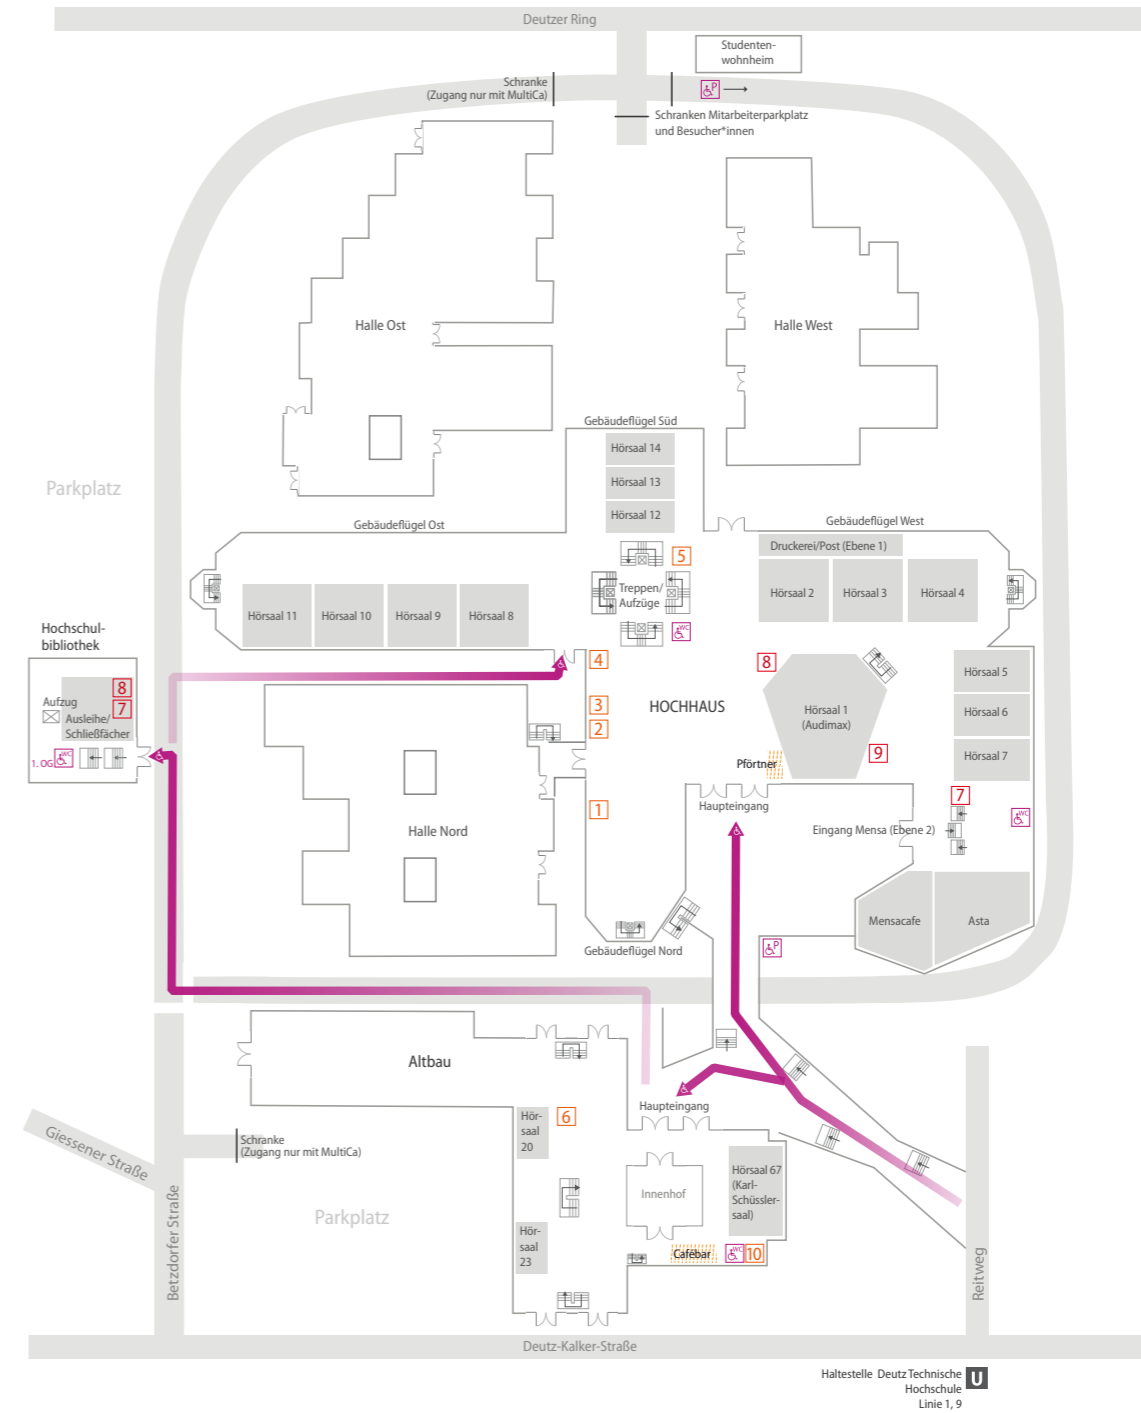 Deutzer Ring
Studenten-
wohnheim
Schranke
(Zugang nur mit MultiCa)
P
Schranken Mitarbeiterparkplatz
und Besucher*innen
Halle Ost
Halle West
Gebäudeflügel Süd
Hörsaal 14
Hörsaal 13
Hörsaal 12
Parkplatz
Gebäudeflügel Ost
Gebäudeflügel West
Druckerei/Post (Ebene 1)
5
Treppen/
Aufzüge
WC
Hörsaal 11
Hörsaal 10
Hörsaal 9
Hörsaal 8
Hörsaal 2
Hörsaal 3
Hörsaal 4
Hochschul-
bibliothek
8
7
Aufzug
Ausleihe/
Schließfächer
1. OG
WC
4
3
2
1
HOCHHAUS
8
Hörsaal 1
(Audimax)
9
Hörsaal 5
Hörsaal 6
Hörsaal 7
Pförtner
Haupteingang
7
Eingang Mensa (Ebene 2)
WC
Halle Nord
Mensacafe
Asta
Gebäudeflügel Nord
P
Altbau
Haupteingang
Hör-
saal
20
6
Schranke
(Zugang nur mit MultiCa)
Giessener Straße
Betzdorfer Straße
Parkplatz
Innenhof
Hörsaal 67
(Karl-
Schüssler-
saal)
Hör-
saal
23
Cafébar
WC
10
Reitweg
Deutz-Kalker-Straße
Haltestelle Deutz Technische
Hochschule
Linie 1, 9
U